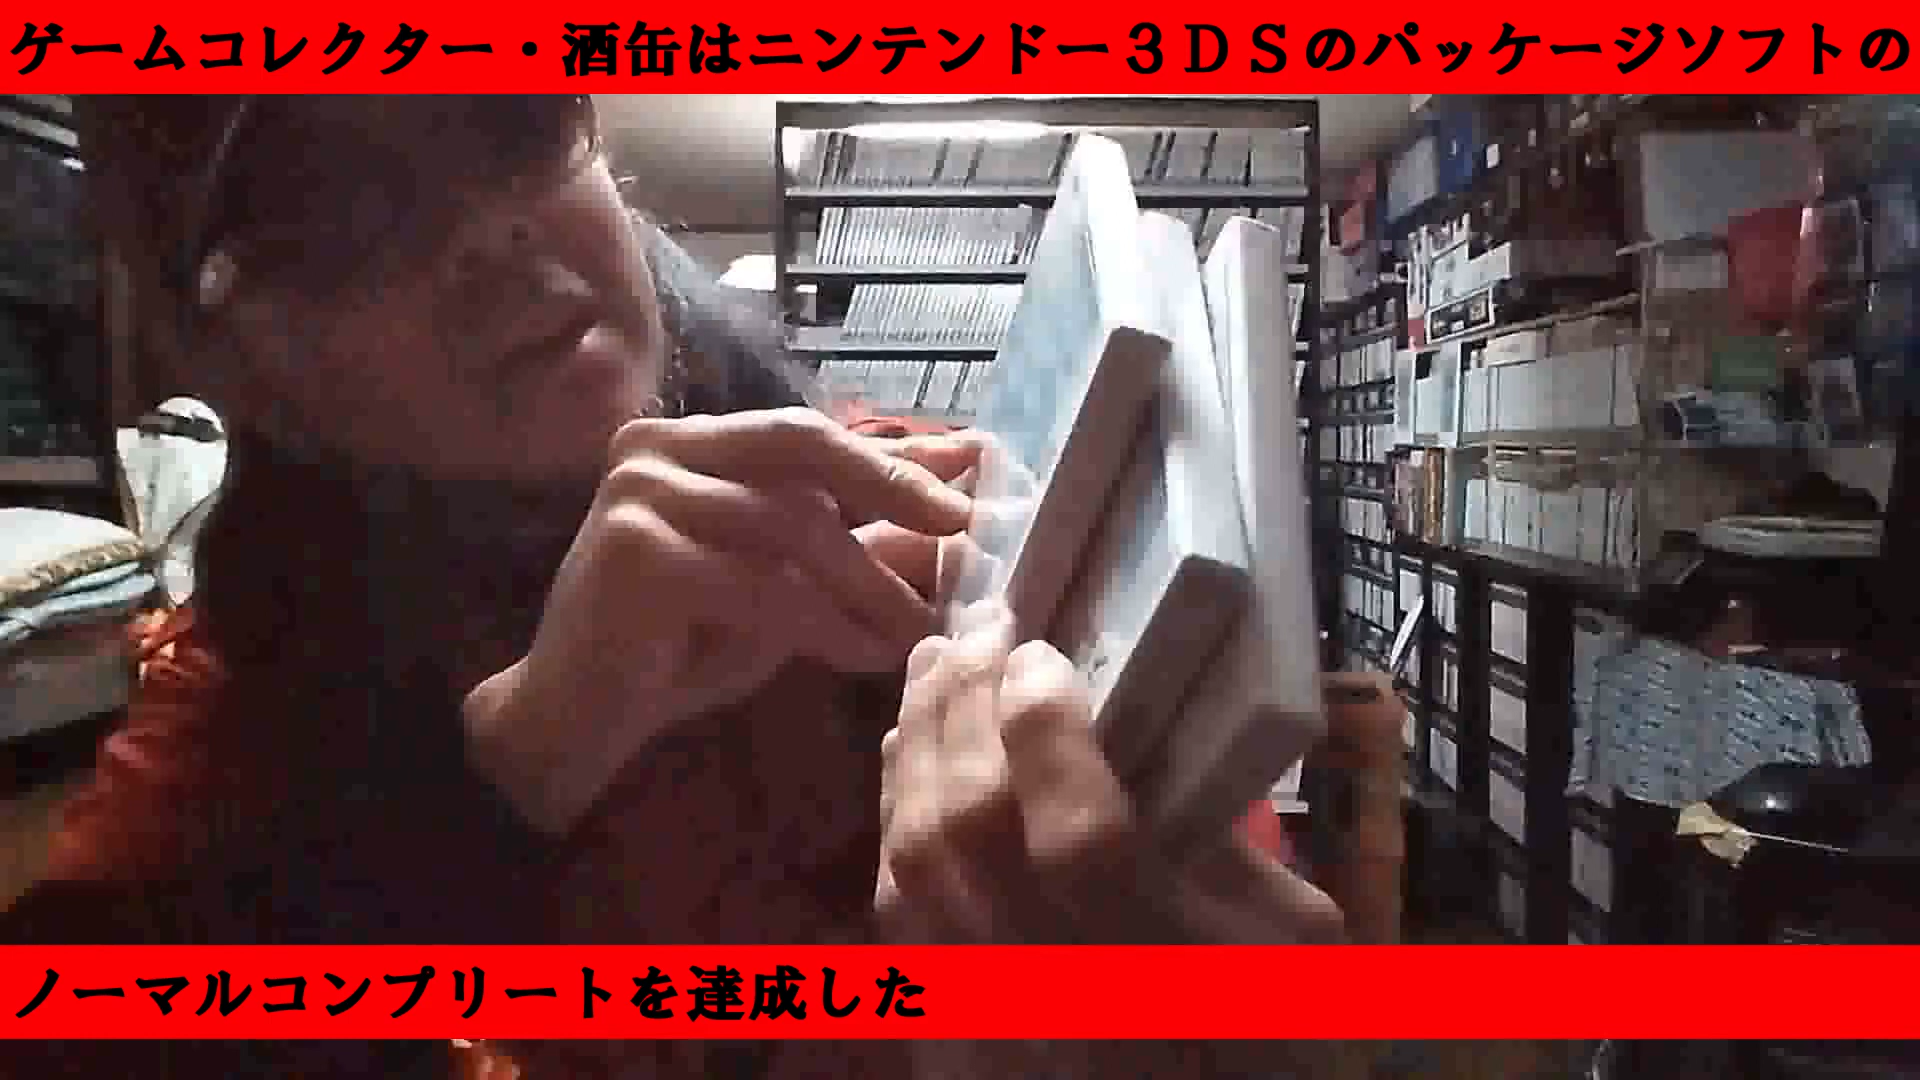 ゲームコレクター・酒缶はニンテンドー３ＤＳのパッケージソフトの
ノーマルコンプリートを達成した